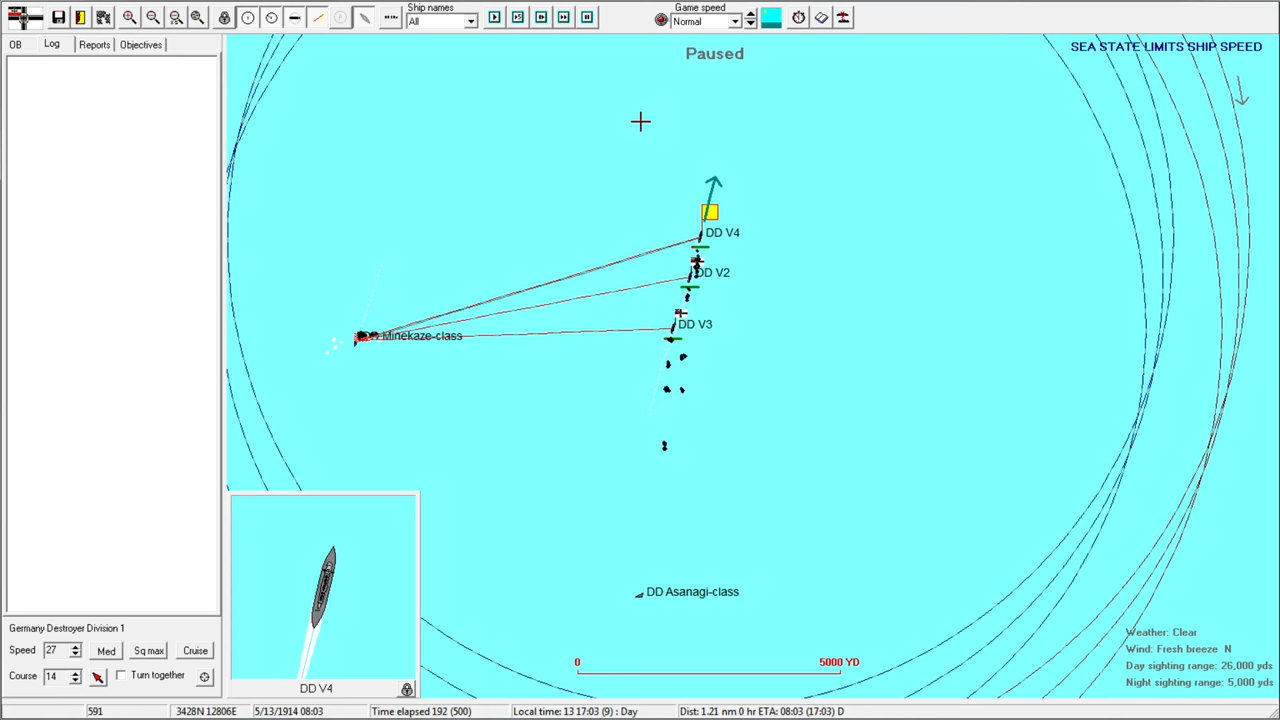 Ship names
All
Game speed
Normal
OB
Log
Reports
Objectives
Paused
SEA STATE LIMITS SHIP SPEED
DD V4
DD V2
DD V3
Minekaze-class
DD Asanagi-class
0
5000 YD
Weather: Clear
Wind: Fresh breeze N
Day sighting range: 26,000 yds
Night sighting range: 5,000 yds
Germany Destroyer Division 1
Speed 27 Med Sq max Cruise
Course 14 Turn together
DD V4
591
3428N 12806E
5/13/1914 08:03
Time elapsed 192 (500)
Local time: 13 17:03 (9) : Day
Dist: 1.21 nm 0 hr ETA: 08:03 (17:03) D